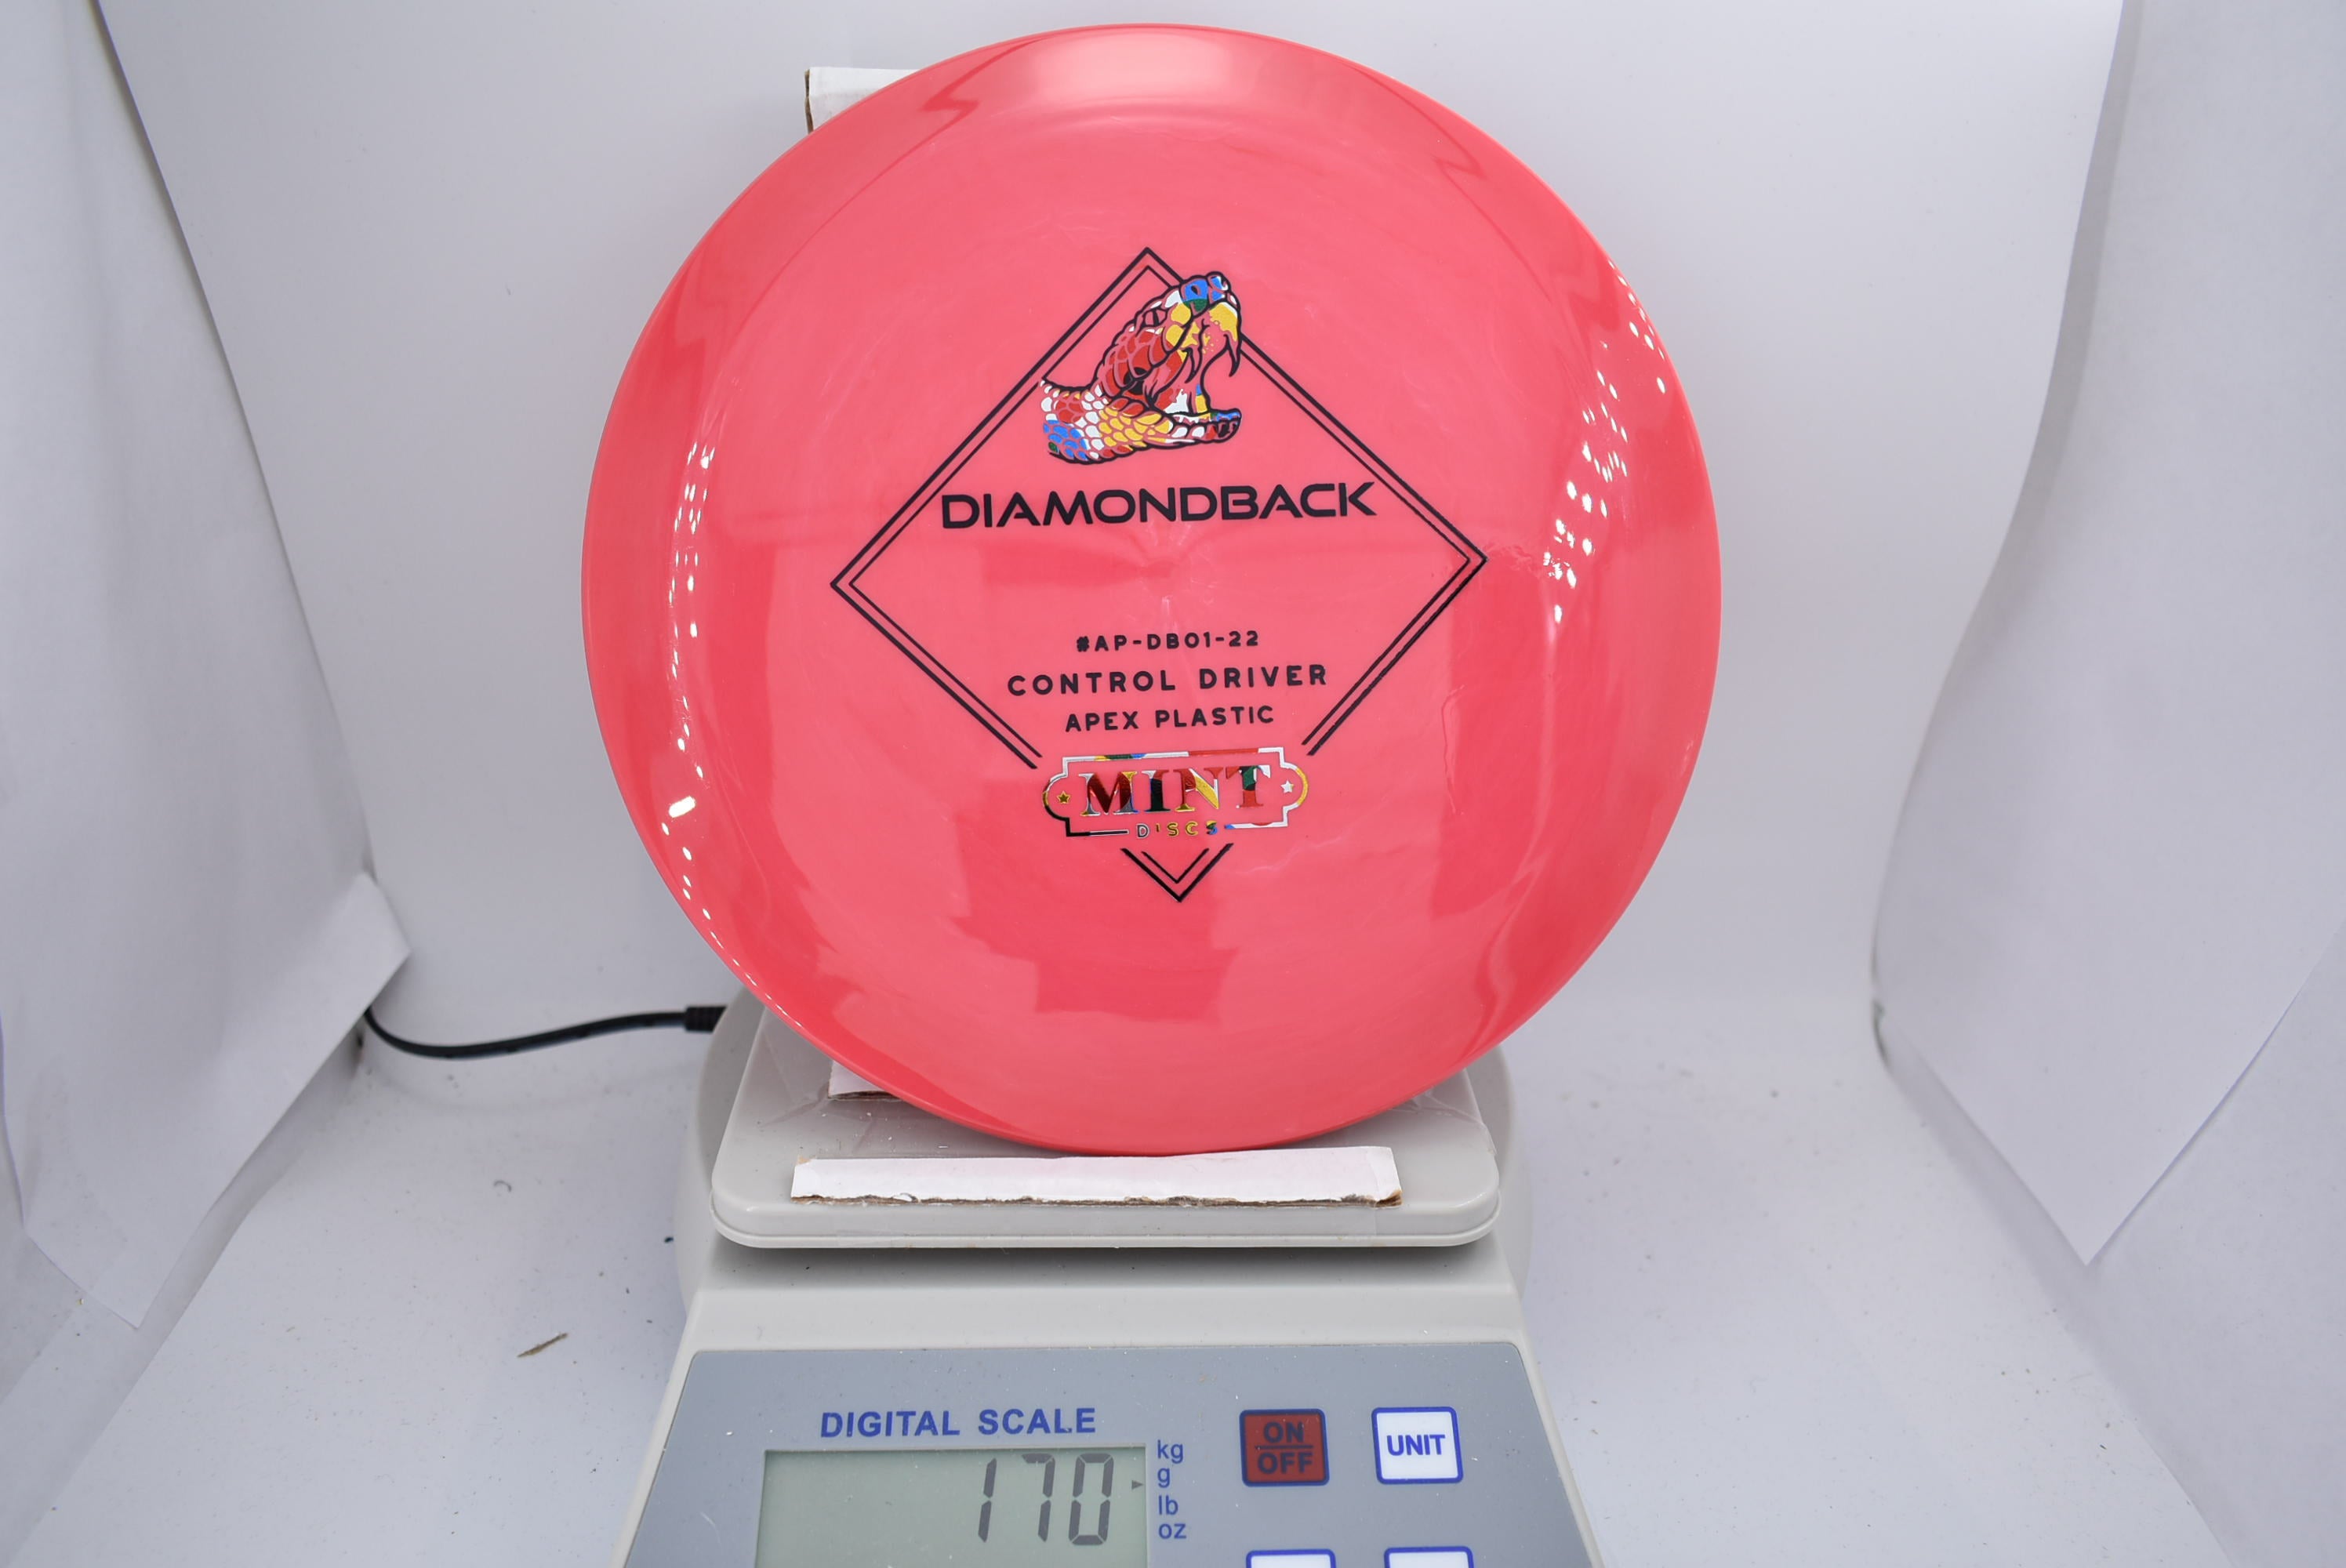 DIAMONDBACK
#AP-DB01-22
CONTROL DRIVER
APEX PLASTIC
MINT
DISCS
DIGITAL SCALE
170
kg
g
lb
oz
ON
OFF
UNIT